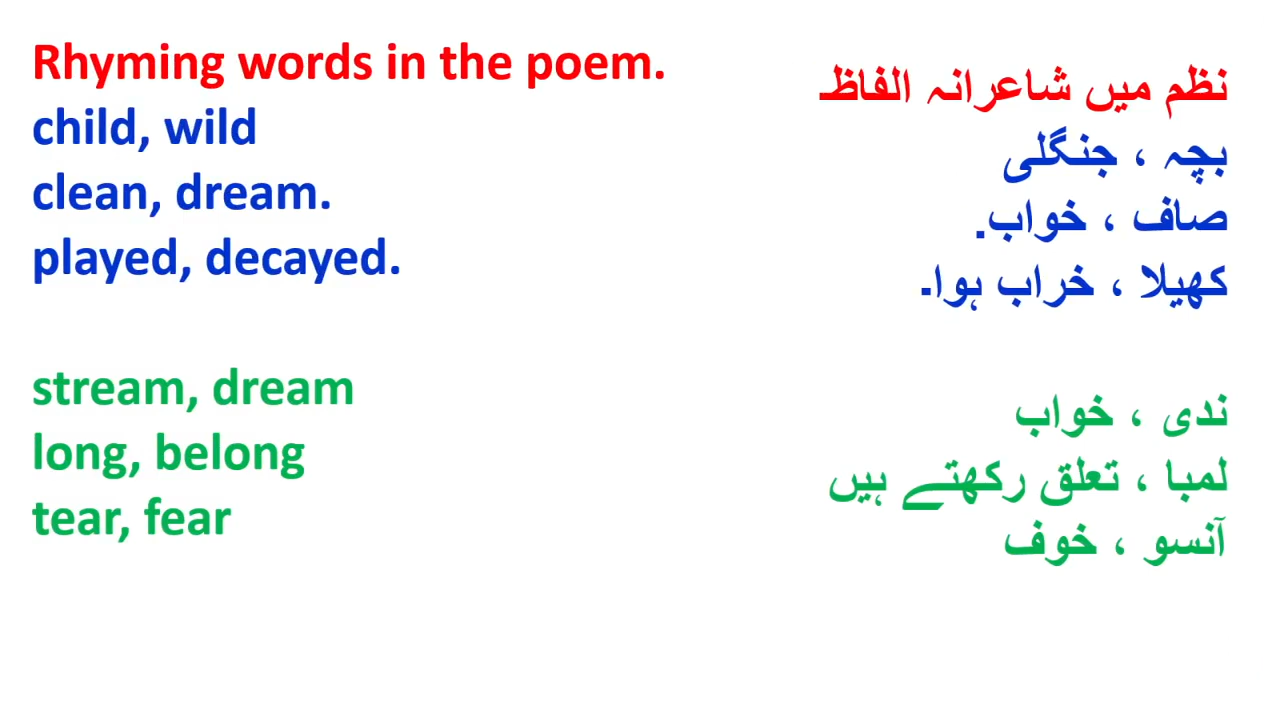 Rhyming words in the poem.
child, wild
clean, dream.
played, decayed.
stream, dream
long, belong
tear, fear
نظم میں شاعرانہ الفاظ
بچہ ، جنگلی
صاف ، خواب.
کھیلا ، خراب ہوا۔
ندی ، خواب
لمبا ، تعلق رکھتے ہیں
آنسو ، خوف